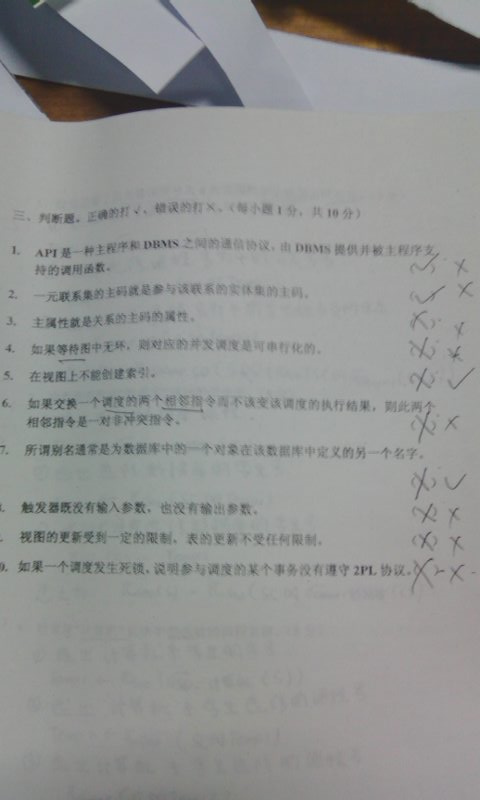 三、判断题。正确的打√、错误的打×。(每小题 1 分，共 10 分)
1. API 是一种主程序和 DBMS 之间的通信协议，由 DBMS 提供并被主程序支
持的调用函数。 ×
2. 一元联系集的主码就是参与该联系的实体集的主码。 √ ×
3. 主属性就是关系的主码的属性。 × ×
4. 如果等待图中无环，则对应的并发调度是可串行化的。 × ×
5. 在视图上不能创建索引。 × √
6. 如果交换一个调度的两个相邻指令而不该变该调度的执行结果，则此两个
相邻指令是一对非冲突指令。 × ×
7. 所谓别名通常是为数据库中的一个对象在该数据库中定义的另一个名字。
× √
触发器既没有输入参数，也没有输出参数。 × ×
视图的更新受到一定的限制，表的更新不受任何限制。 × ×
0. 如果一个调度发生死锁，说明参与调度的某个事务没有遵守 2PL 协议。 × ×